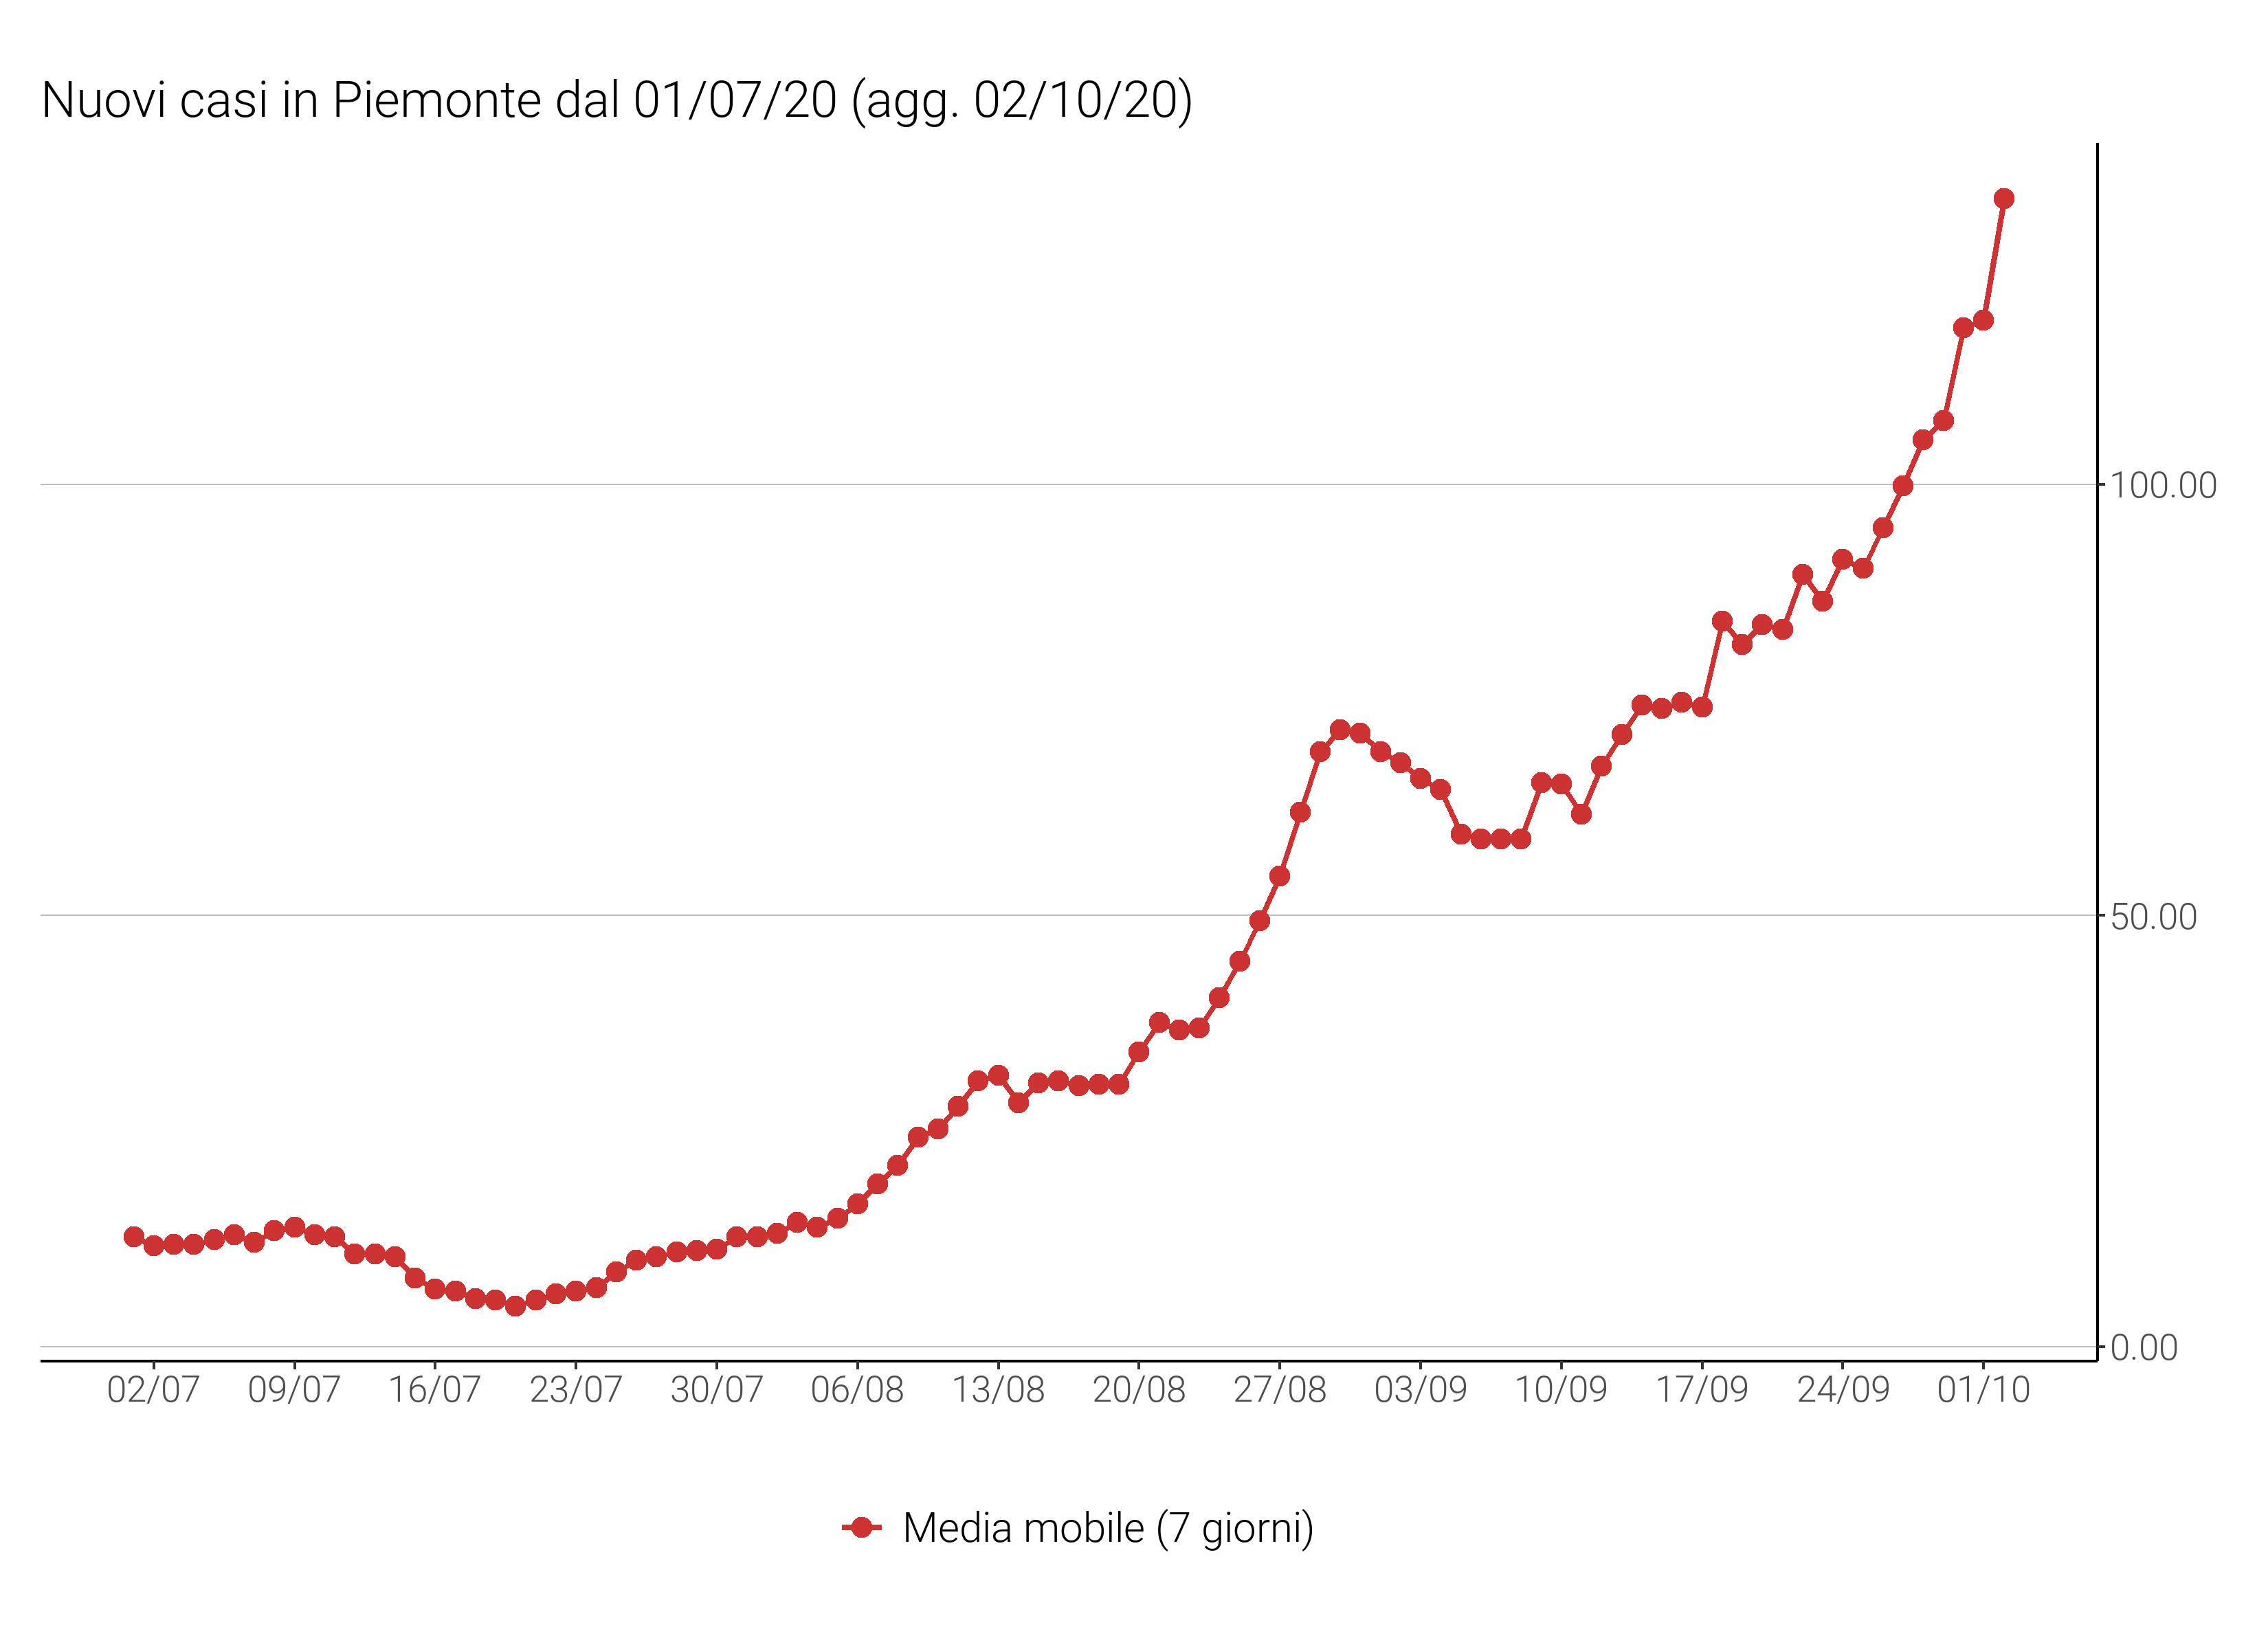 Nuovi casi in Piemonte dal 01/07/20 (agg. 02/10/20)
100.00
50.00
0.00
02/07 09/07 16/07 23/07 30/07 06/08 13/08 20/08 27/08 03/09 10/09 17/09 24/09 01/10
Media mobile (7 giorni)